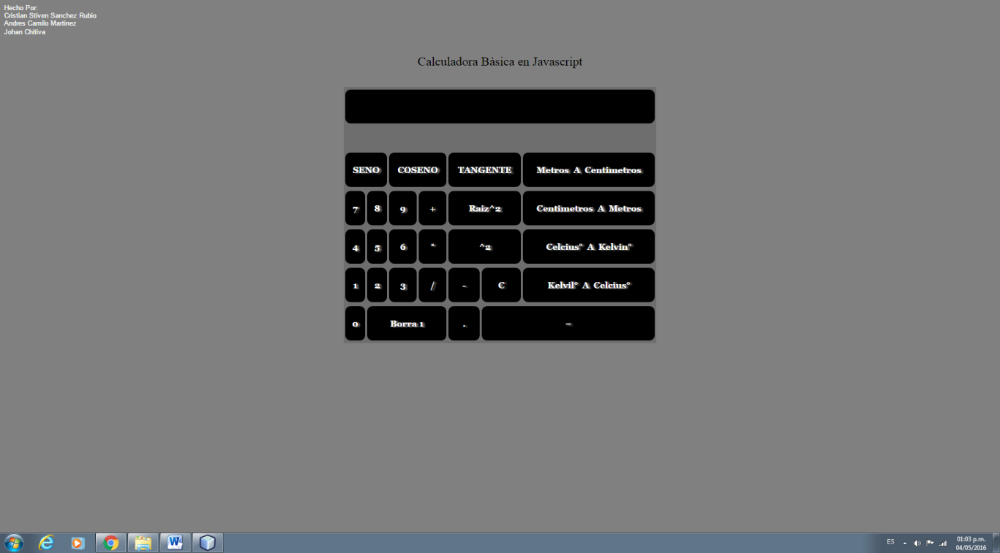 Hecho Por:
Cristian Stiven Sanchez Rubio
Andres Camilo Martinez
Johan Chitiva
Calculadora Bàsica en Javascript
SENO COSENO TANGENTE Metros A Centimetros
7 8 9 + Raiz^2 Centimetros A Metros
4 5 6 * ^2 Celcius° A Kelvin°
1 2 3 / - C Kelvil° A Celcius°
0 Borra 1 . =
ES 01:03 p.m.
04/05/2016